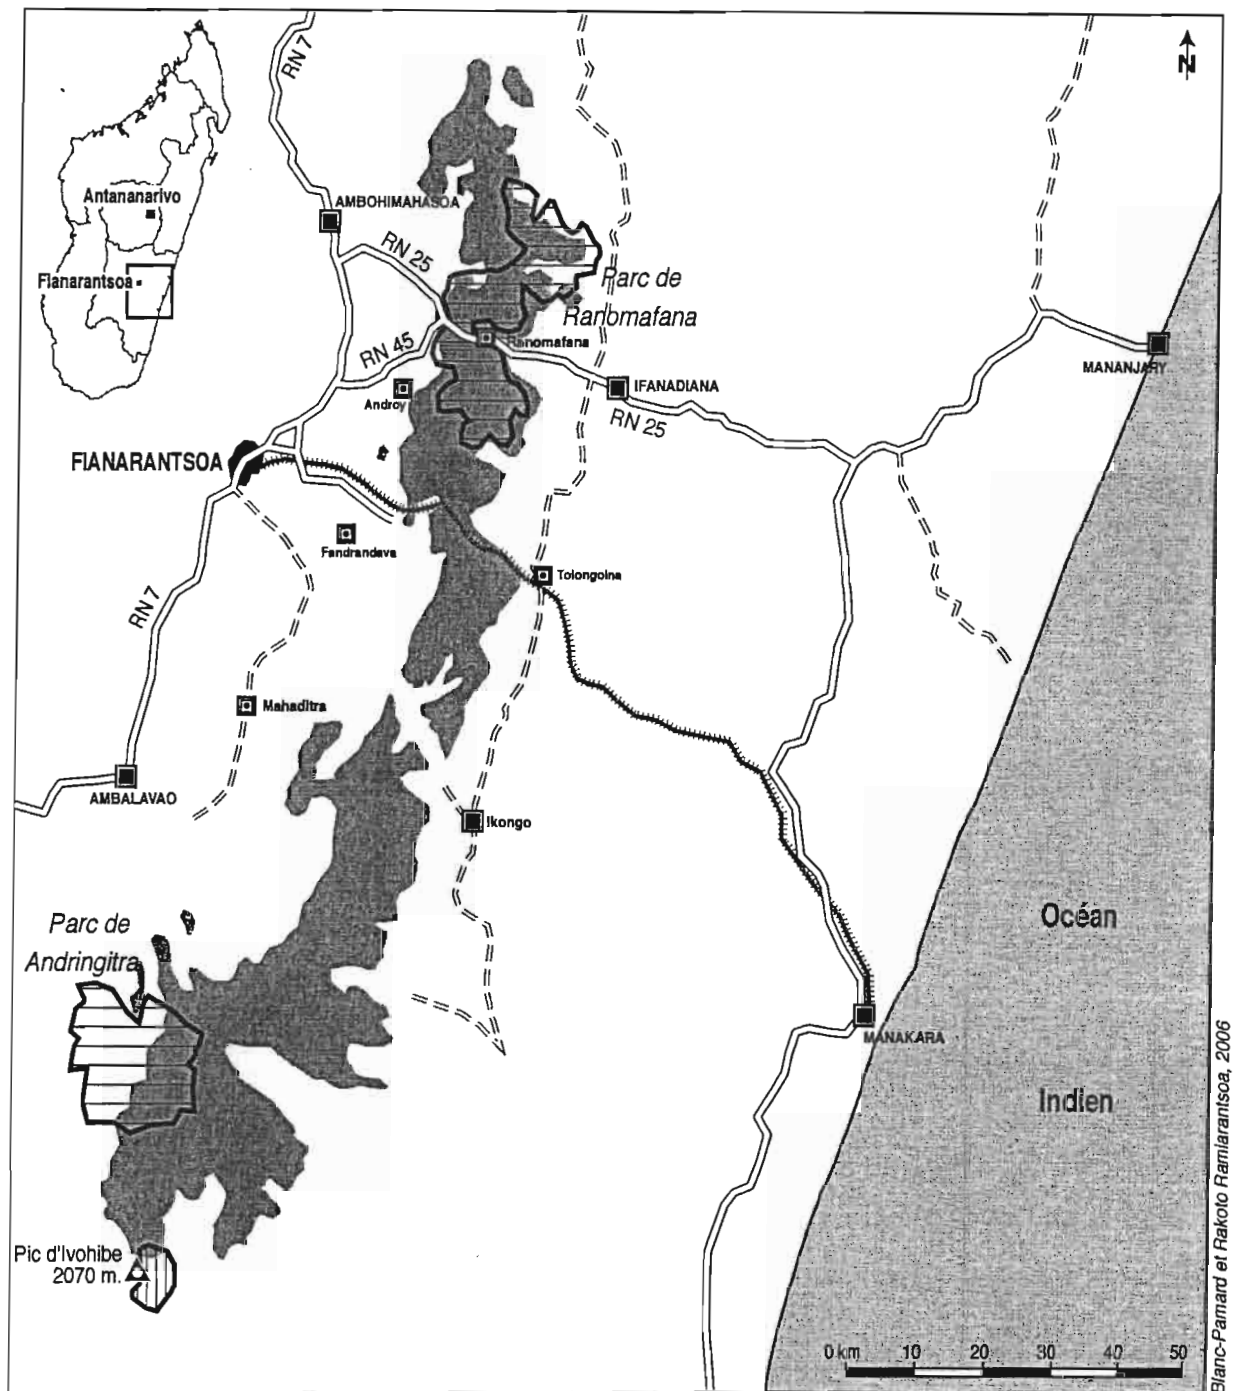 N
RN 7
Antananarivo
Fianarantsoa
AMBOHIMAHASOA
RN 25
Parc de
Ranomafana
RN 45
Ranomafana
Androy
IFANADIANA
RN 25
MANANJARY
FIANARANTSOA
Fandrandava
Tolongoina
RN 7
Mahaditra
AMBALAVAO
Ikongo
Parc de
Andringitra
Océan
Indien
MANAKARA
Pic d'Ivohibe
2070 m.
0 km 10 20 30 40 50
Blanc-Pamard et Rakoto Ramiarantsoa, 2006